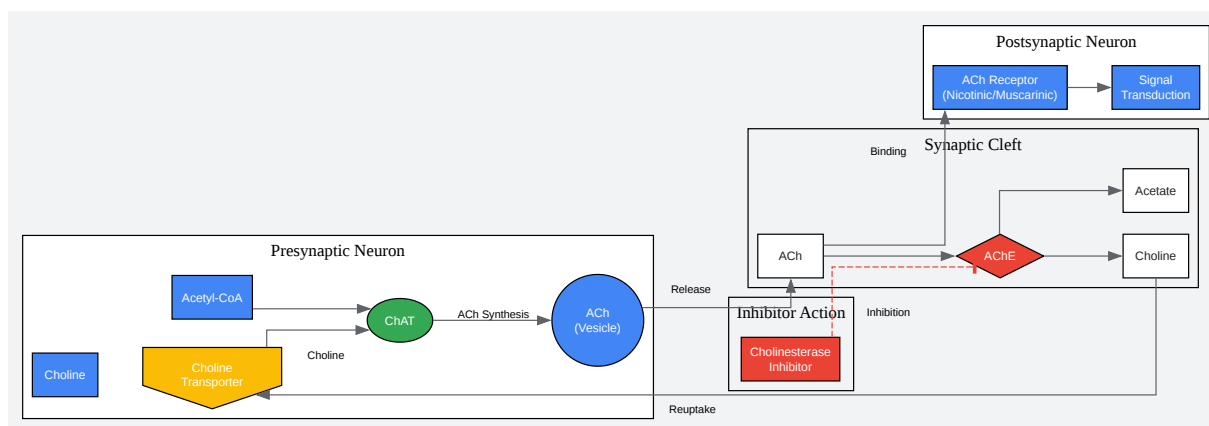 Postsynaptic Neuron
ACh Receptor
(Nicotinic/Muscarinic)
Signal
Transduction
Binding
Synaptic Cleft
Acetate
ACh
AChE
Choline
Presynaptic Neuron
Acetyl-CoA
ChAT
ACh Synthesis
ACh
(Vesicle)
Release
Inhibitor Action
Inhibition
Choline
Choline
Transporter
Choline
Cholinesterase
Inhibitor
Reuptake